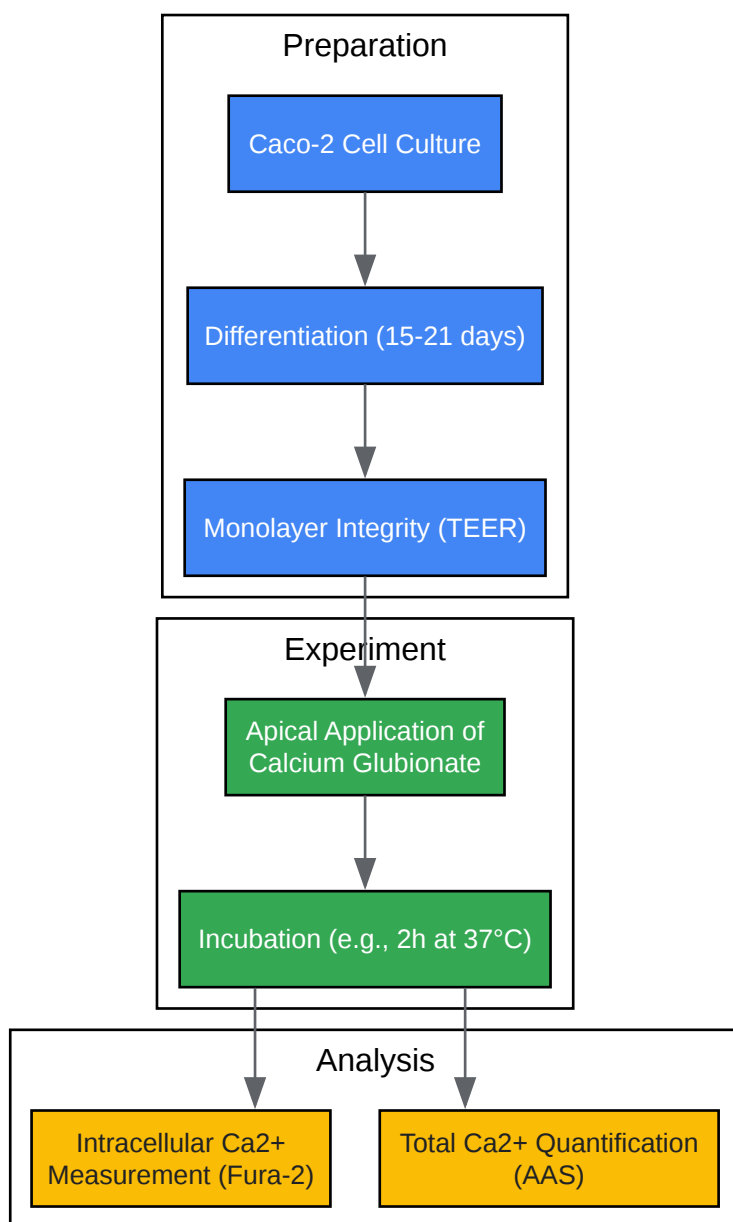 Preparation
Caco-2 Cell Culture
Differentiation (15-21 days)
Monolayer Integrity (TEER)
Experiment
Apical Application of
Calcium Glubionate
Incubation (e.g., 2h at 37°C)
Analysis
Intracellular Ca2+
Measurement (Fura-2)
Total Ca2+ Quantification
(AAS)